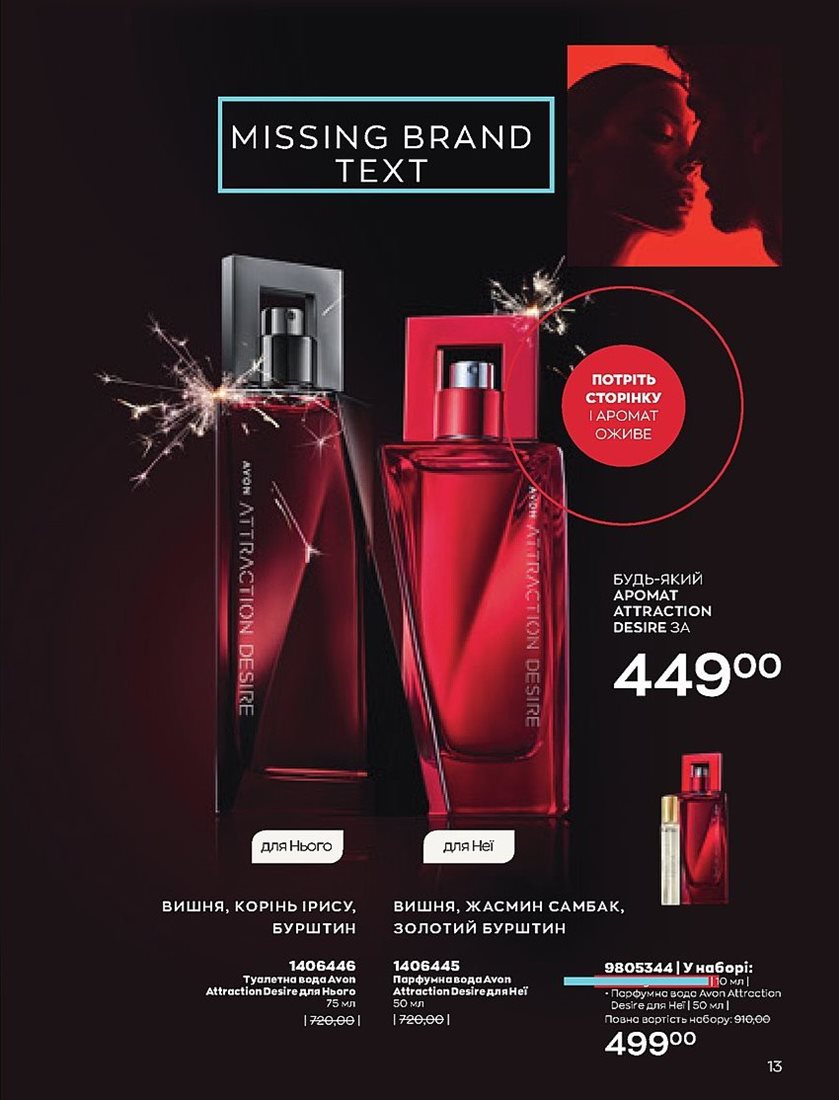 MISSING BRAND
TEXT
ПОТРІТЬ
СТОРІНКУ
І АРОМАТ
ОЖИВЕ
AVON ATTRACTION DESIRE
AVON ATTRACTION DESIRE
БУДЬ-ЯКИЙ
АРОМАТ
ATTRACTION
DESIRE ЗА
449⁰⁰
для Нього
для Неї
ВИШНЯ, КОРІНЬ ІРИСУ,
БУРШТИН
ВИШНЯ, ЖАСМИН САМБАК,
ЗОЛОТИЙ БУРШТИН
1406446
Туалетна вода Avon
Attraction Desire для Нього
75 мл
| 720,00 |
1406445
Парфумна вода Avon
Attraction Desire для Неї
50 мл
| 720,00 |
9805344 | У наборі:
10 мл |
• Парфумна вода Avon Attraction
Desire для Неї | 50 мл |
Повна вартість набору: 910,00
499⁰⁰
13